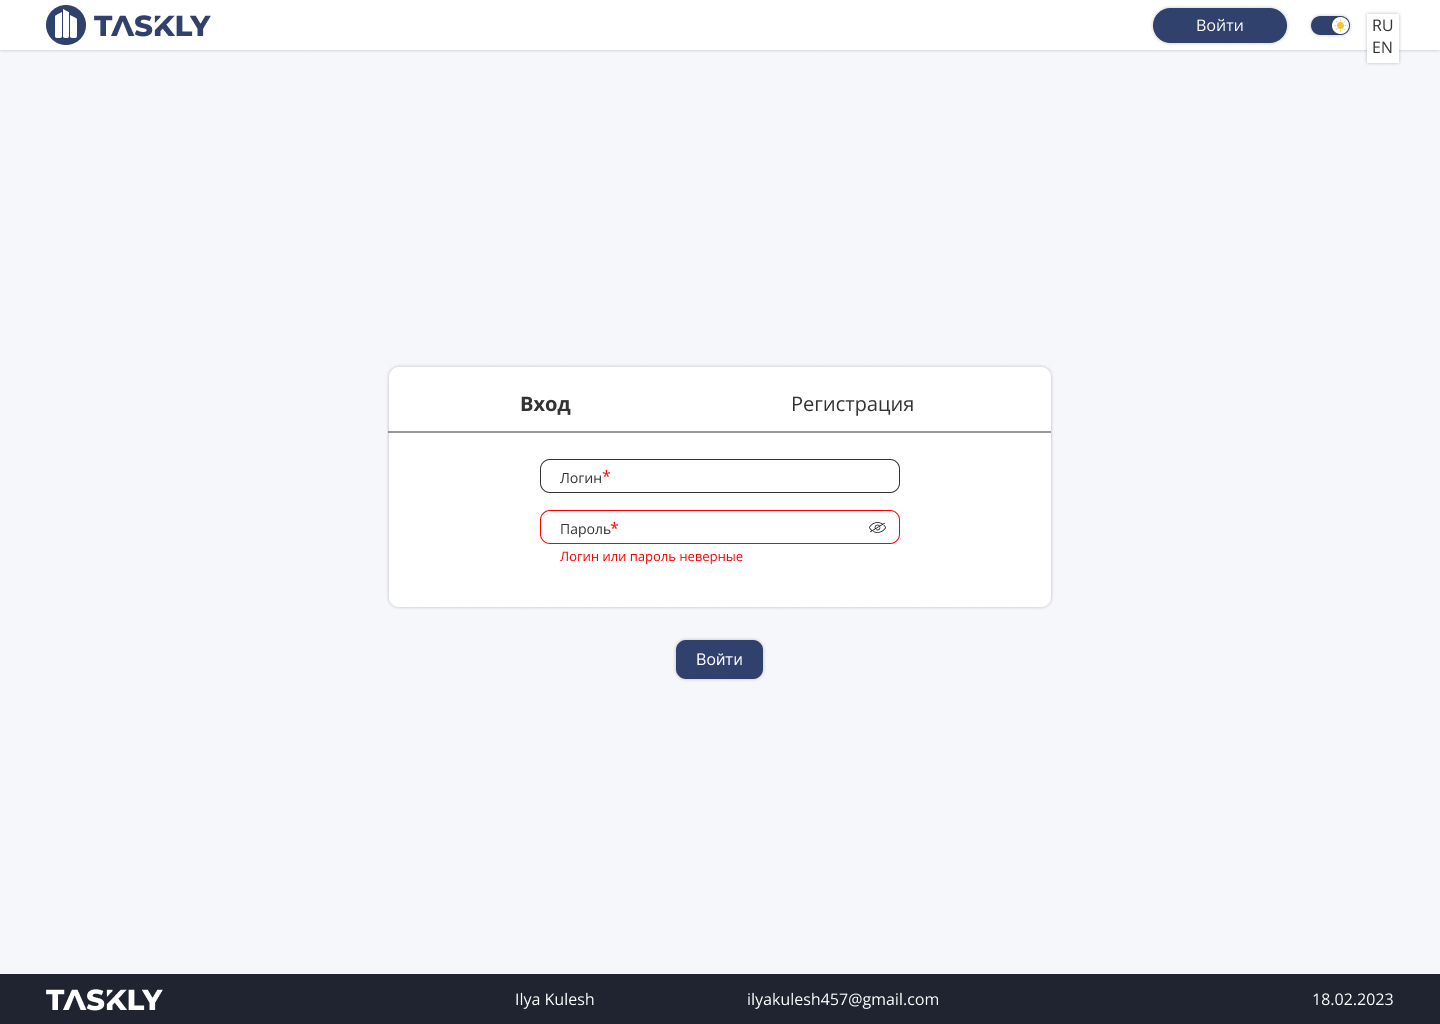 TASKLY
Войти
RU
EN
Вход
Регистрация
Логин*
Пароль*
Логин или пароль неверные
Войти
TASKLY
Ilya Kulesh
ilyakulesh457@gmail.com
18.02.2023